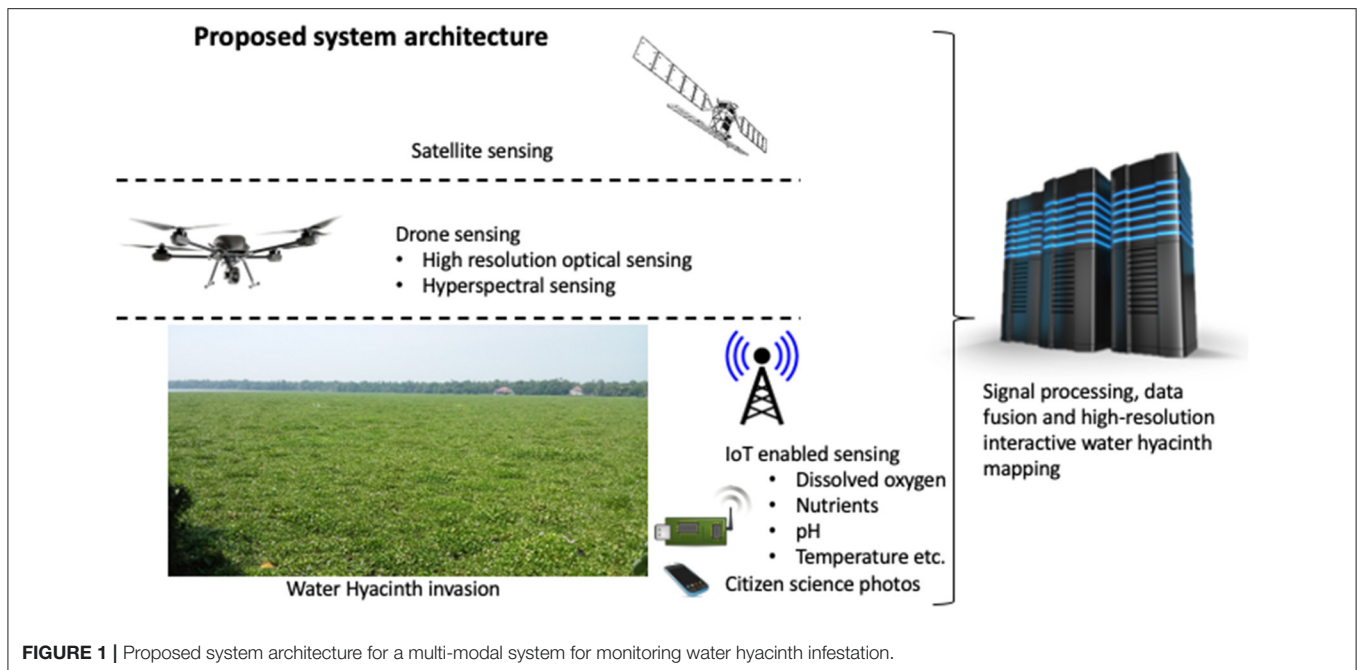 Proposed system architecture
Satellite sensing
Drone sensing
• High resolution optical sensing
• Hyperspectral sensing
IoT enabled sensing
• Dissolved oxygen
• Nutrients
• pH
• Temperature etc.
Citizen science photos
Water Hyacinth invasion
Signal processing, data
fusion and high-resolution
interactive water hyacinth
mapping
FIGURE 1 | Proposed system architecture for a multi-modal system for monitoring water hyacinth infestation.